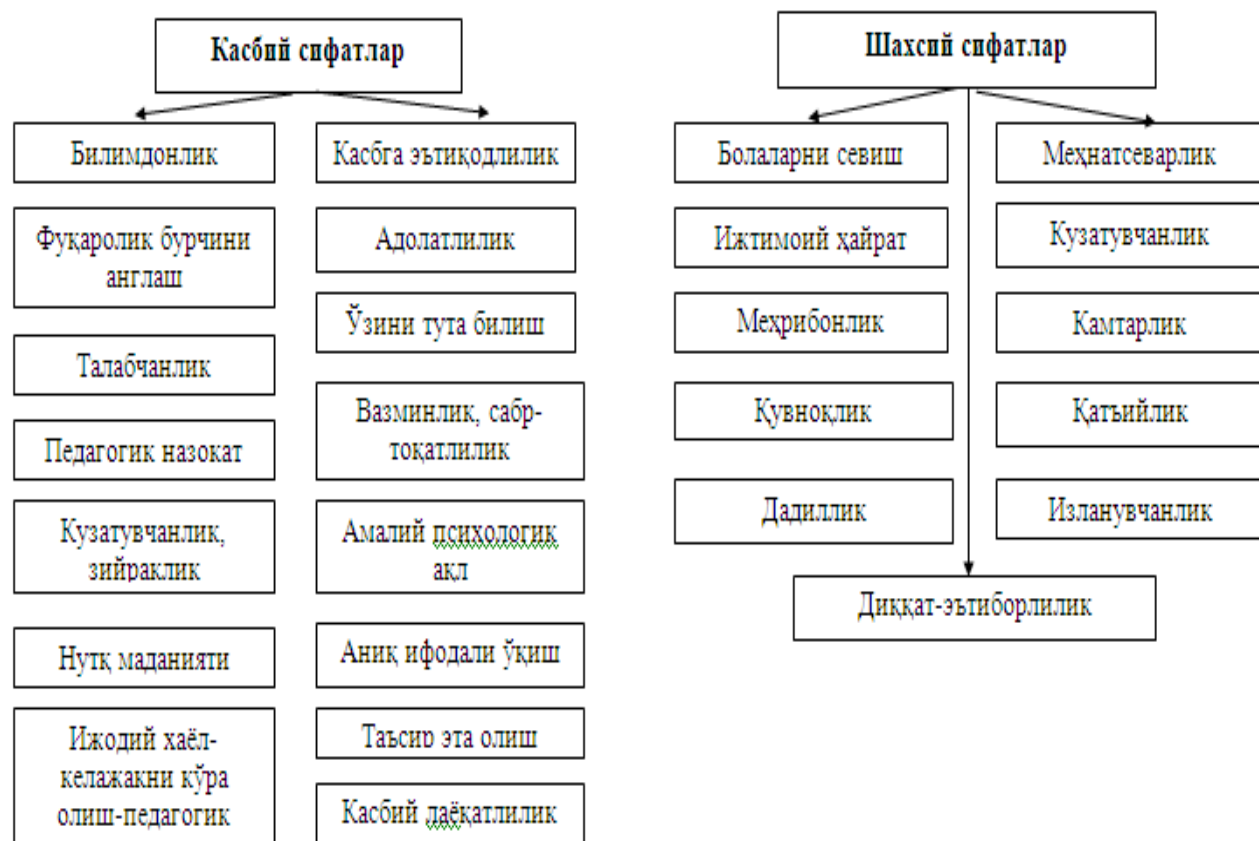 Касбий сифатлар
Билимдонлик
Фуқаролик бурчини
англаш
Талабчанлик
Педагогик назокат
Кузатувчанлик,
зийраклик
Нутқ маданияти
Ижодий хаёл-
келажакни кўра
олиш-педагогик
Касбга эътиқодлилик
Адолатлилик
Ўзини тута билиш
Вазминлик, сабр-
тоқатлилик
Амалий психологик
ақл
Аниқ ифодали ўқиш
Таъсир эта олиш
Касбий лаёқатлилик
Шахсий сифатлар
Болаларни севиш
Ижтимоий ҳайрат
Меҳрибонлик
Қувноқлик
Дадиллик
Меҳнатсеварлик
Кузатувчанлик
Камтарлик
Қатъийлик
Изланувчанлик
Диққат-эътиборлилик